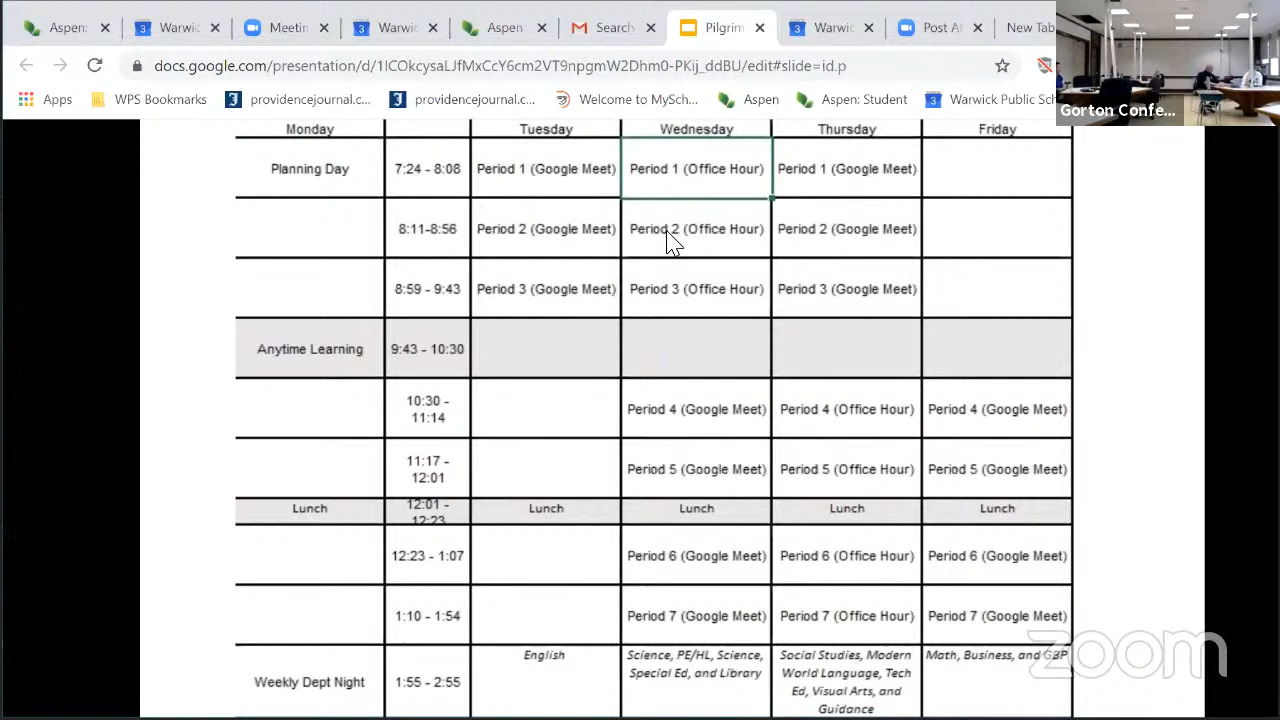 Aspen: Warwic Meetin Warwic Aspen: Search Pilgrim Warwic Post At New Tab
docs.google.com/presentation/d/1ICOkcysaLJfMxCcY6cm2VT9npgmW2Dhm0-PKij_ddBU/edit#slide=id.p
Apps WPS Bookmarks providencejournal.c... providencejournal.c... Welcome to MySch... Aspen Aspen: Student Warwick Public Sch
Gorton Confe...
Monday Tuesday Wednesday Thursday Friday
Planning Day 7:24 - 8:08 Period 1 (Google Meet) Period 1 (Office Hour) Period 1 (Google Meet)
8:11-8:56 Period 2 (Google Meet) Period 2 (Office Hour) Period 2 (Google Meet)
8:59 - 9:43 Period 3 (Google Meet) Period 3 (Office Hour) Period 3 (Google Meet)
Anytime Learning 9:43 - 10:30
10:30 -
11:14
Period 4 (Google Meet) Period 4 (Office Hour) Period 4 (Google Meet)
11:17 -
12:01
Period 5 (Google Meet) Period 5 (Office Hour) Period 5 (Google Meet)
Lunch 12:01 - Lunch Lunch Lunch Lunch
12:23
12:23 - 1:07 Period 6 (Google Meet) Period 6 (Office Hour) Period 6 (Google Meet)
1:10 - 1:54 Period 7 (Google Meet) Period 7 (Office Hour) Period 7 (Google Meet)
Weekly Dept Night 1:55 - 2:55
English
Science, PE/HL, Science,
Special Ed, and Library
Social Studies, Modern
World Language, Tech
Ed, Visual Arts, and
Guidance
Math, Business, and GBP
zoom